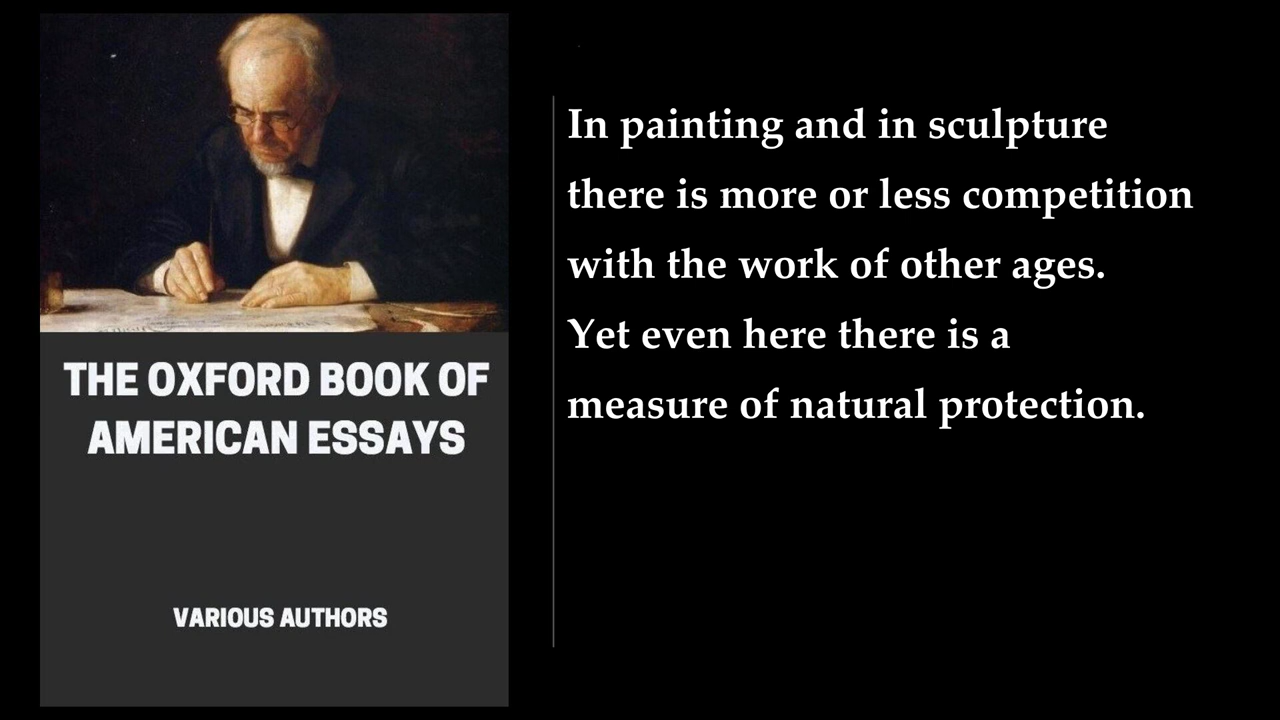 THE OXFORD BOOK OF
AMERICAN ESSAYS
VARIOUS AUTHORS
In painting and in sculpture
there is more or less competition
with the work of other ages.
Yet even here there is a
measure of natural protection.